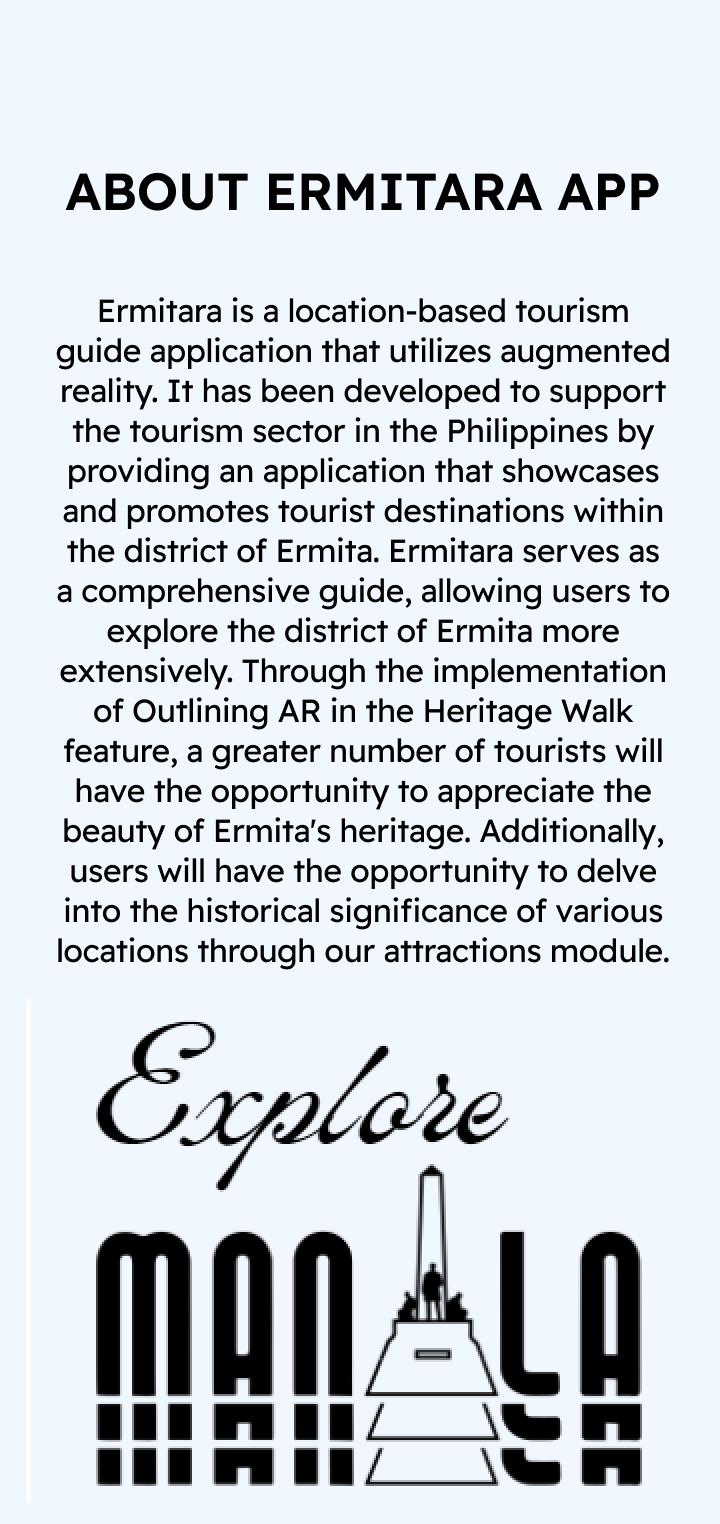 ABOUT ERMITARA APP
Ermitara is a location-based tourism
guide application that utilizes augmented
reality. It has been developed to support
the tourism sector in the Philippines by
providing an application that showcases
and promotes tourist destinations within
the district of Ermita. Ermitara serves as
a comprehensive guide, allowing users to
explore the district of Ermita more
extensively. Through the implementation
of Outlining AR in the Heritage Walk
feature, a greater number of tourists will
have the opportunity to appreciate the
beauty of Ermita's heritage. Additionally,
users will have the opportunity to delve
into the historical significance of various
locations through our attractions module.
Explore
MANILA